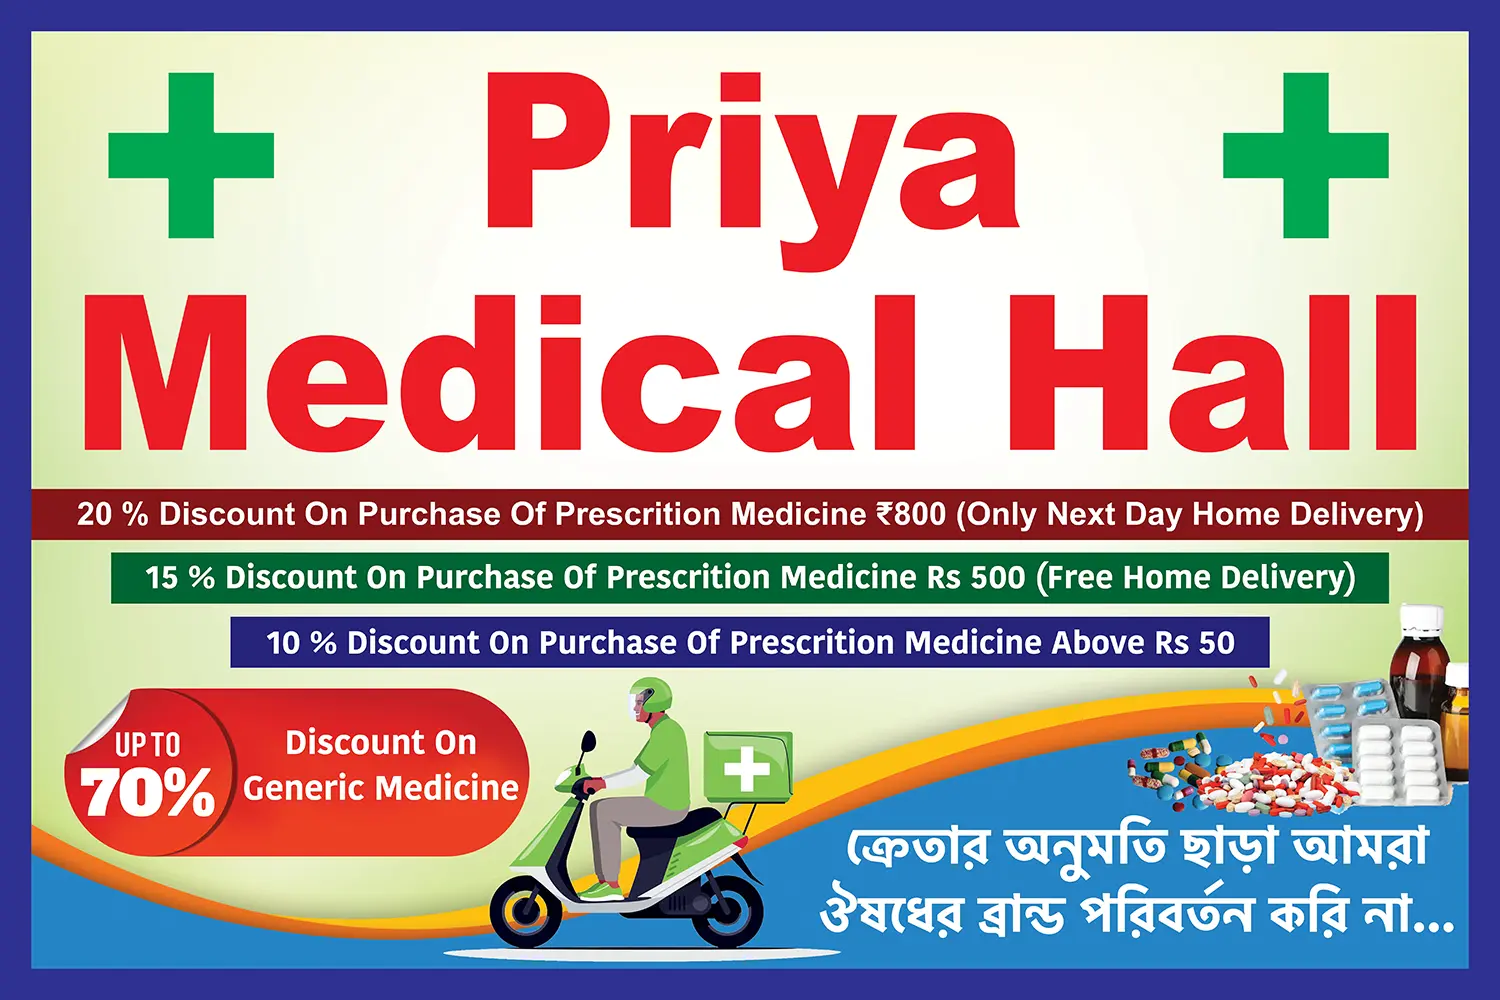 Priya
Medical Hall
20 % Discount On Purchase Of Prescrition Medicine ₹800 (Only Next Day Home Delivery)
15 % Discount On Purchase Of Prescrition Medicine Rs 500 (Free Home Delivery)
10 % Discount On Purchase Of Prescrition Medicine Above Rs 50
UP TO
70%
Discount On
Generic Medicine
ক্রেতার অনুমতি ছাড়া আমরা
ঔষধের ব্রান্ড পরিবর্তন করি না...